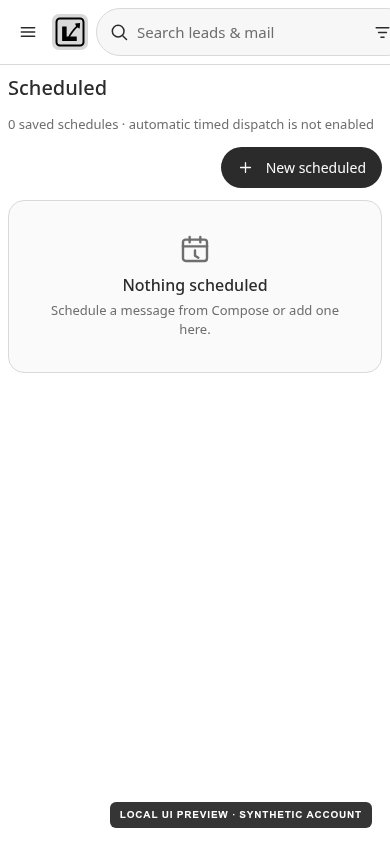 Search leads & mail
Scheduled
0 saved schedules · automatic timed dispatch is not enabled
New scheduled
Nothing scheduled
Schedule a message from Compose or add one
here.
LOCAL UI PREVIEW · SYNTHETIC ACCOUNT